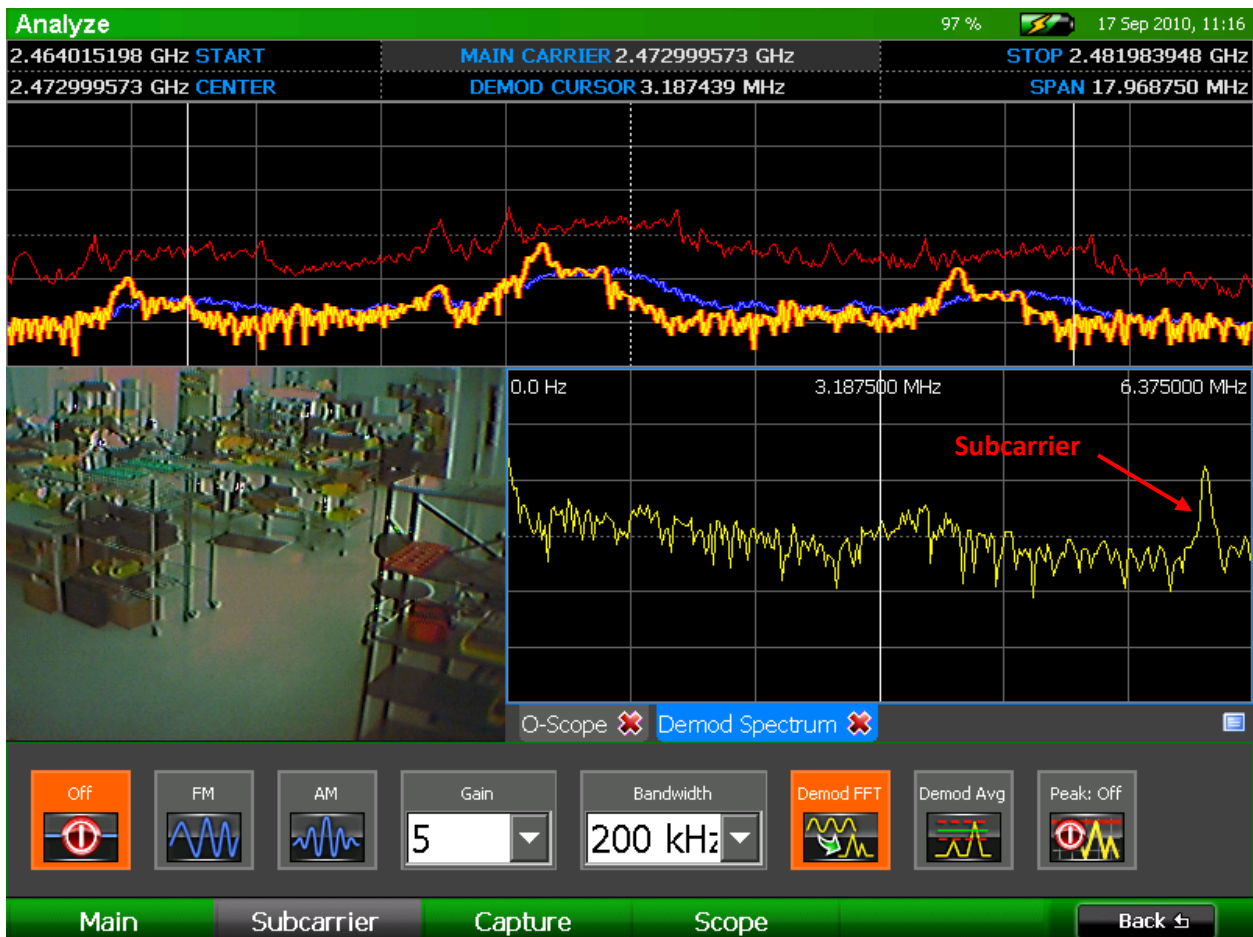 Analyze 97 % 17 Sep 2010, 11:16
2.464015198 GHz START MAIN CARRIER 2.472999573 GHz STOP 2.481983948 GHz
2.472999573 GHz CENTER DEMOD CURSOR 3.187439 MHz SPAN 17.968750 MHz
0.0 Hz 3.187500 MHz 6.375000 MHz
Subcarrier
O-Scope Demod Spectrum
Off FM AM Gain Bandwidth Demod FFT Demod Avg Peak: Off
5 200 kHz
Main Subcarrier Capture Scope Back